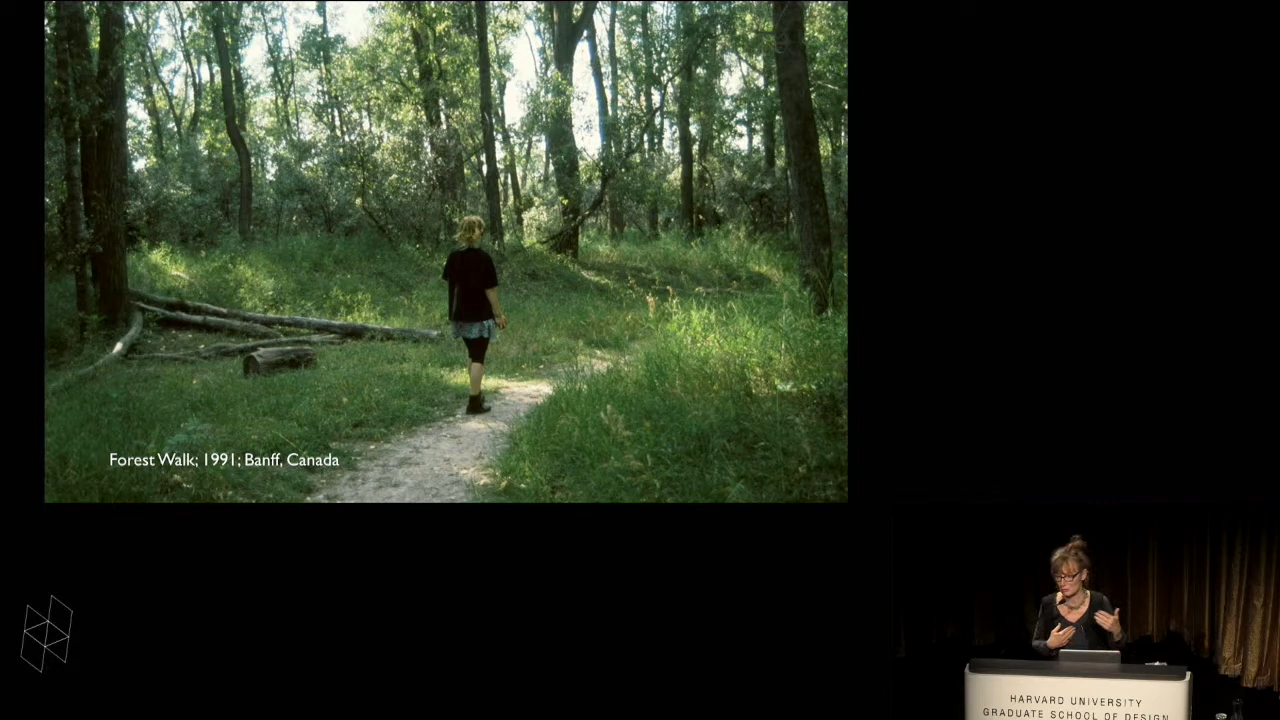 Forest Walk; 1991; Banff, Canada
HARVARD UNIVERSITY
GRADUATE SCHOOL OF DESIGN